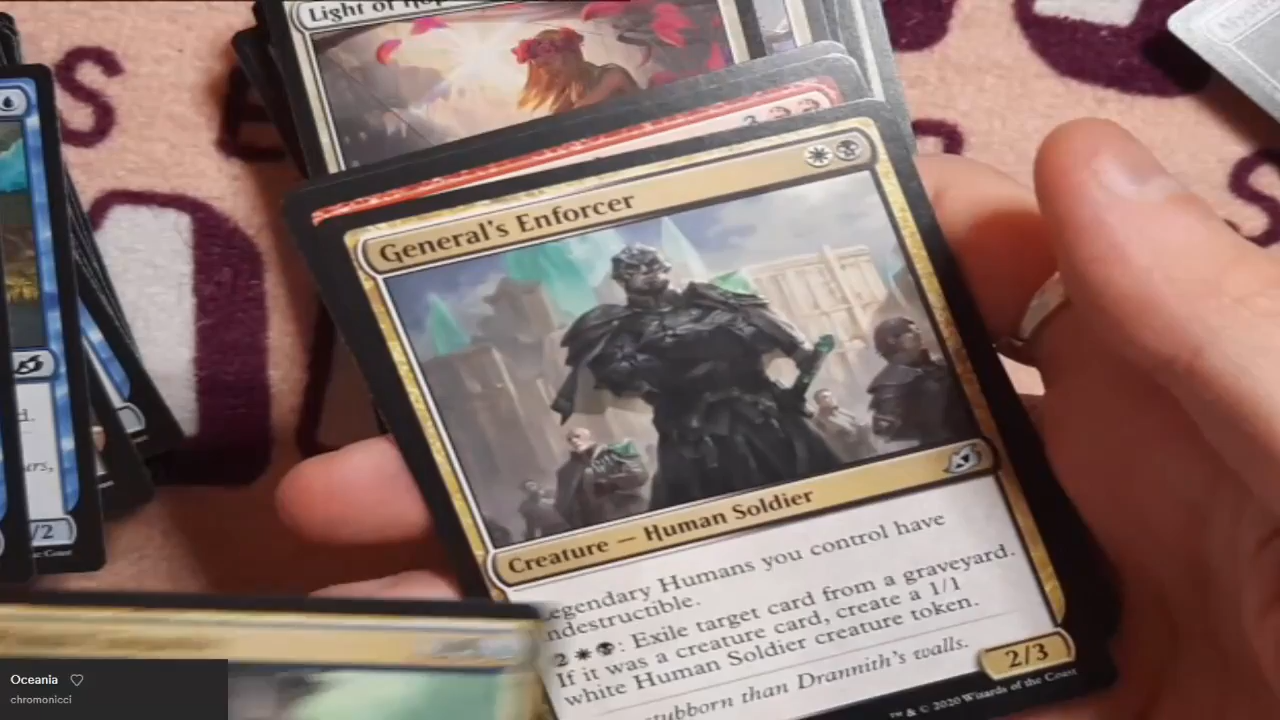 Light of
General's Enforcer
Creature — Human Soldier
Legendary Humans you control have
indestructible.
2 : Exile target card from a graveyard.
If it was a creature card, create a 1/1
white Human Soldier creature token.
stubborn than Drannith's walls.
2/3
™ & © 2020 Wizards of the Coast
/2
Oceania
chromonicci